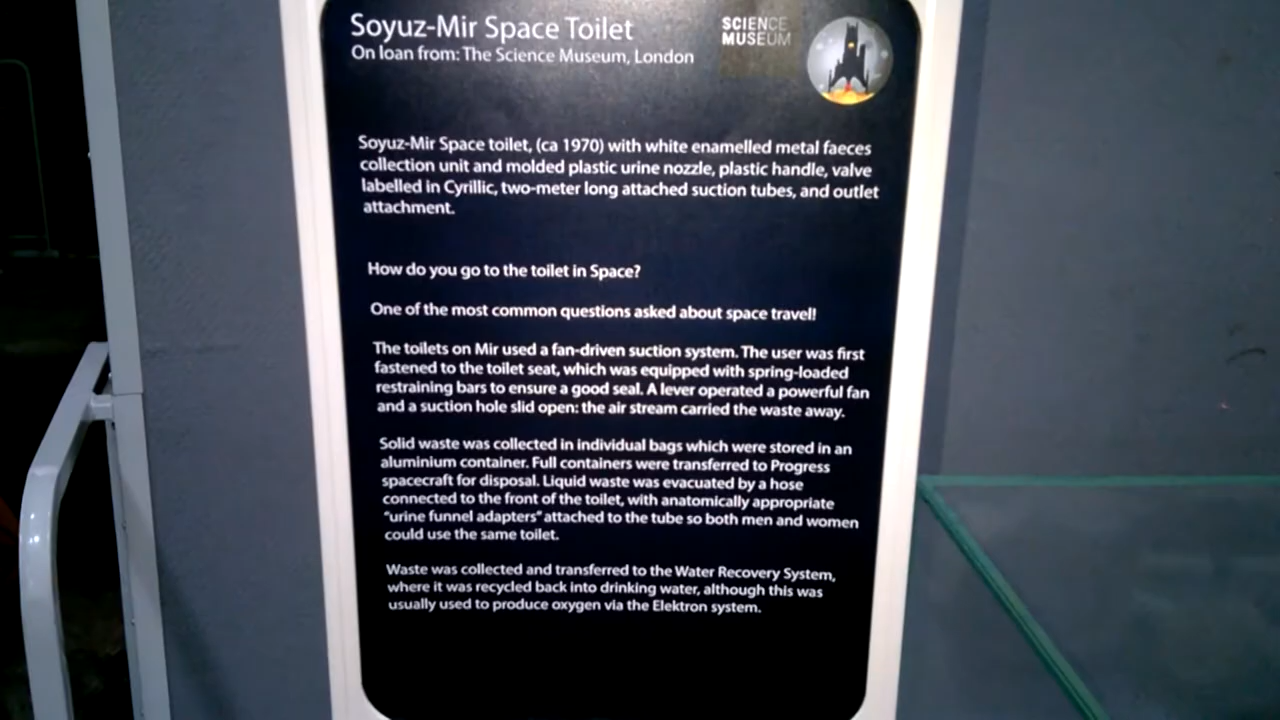 Soyuz-Mir Space Toilet
On loan from: The Science Museum, London
SCIENCE
MUSEUM
Soyuz-Mir Space toilet, (ca 1970) with white enamelled metal faeces
collection unit and molded plastic urine nozzle, plastic handle, valve
labelled in Cyrillic, two-meter long attached suction tubes, and outlet
attachment.
How do you go to the toilet in Space?
One of the most common questions asked about space travel!
The toilets on Mir used a fan-driven suction system. The user was first
fastened to the toilet seat, which was equipped with spring-loaded
restraining bars to ensure a good seal. A lever operated a powerful fan
and a suction hole slid open: the air stream carried the waste away.
Solid waste was collected in individual bags which were stored in an
aluminium container. Full containers were transferred to Progress
spacecraft for disposal. Liquid waste was evacuated by a hose
connected to the front of the toilet, with anatomically appropriate
“urine funnel adapters” attached to the tube so both men and women
could use the same toilet.
Waste was collected and transferred to the Water Recovery System,
where it was recycled back into drinking water, although this was
usually used to produce oxygen via the Elektron system.